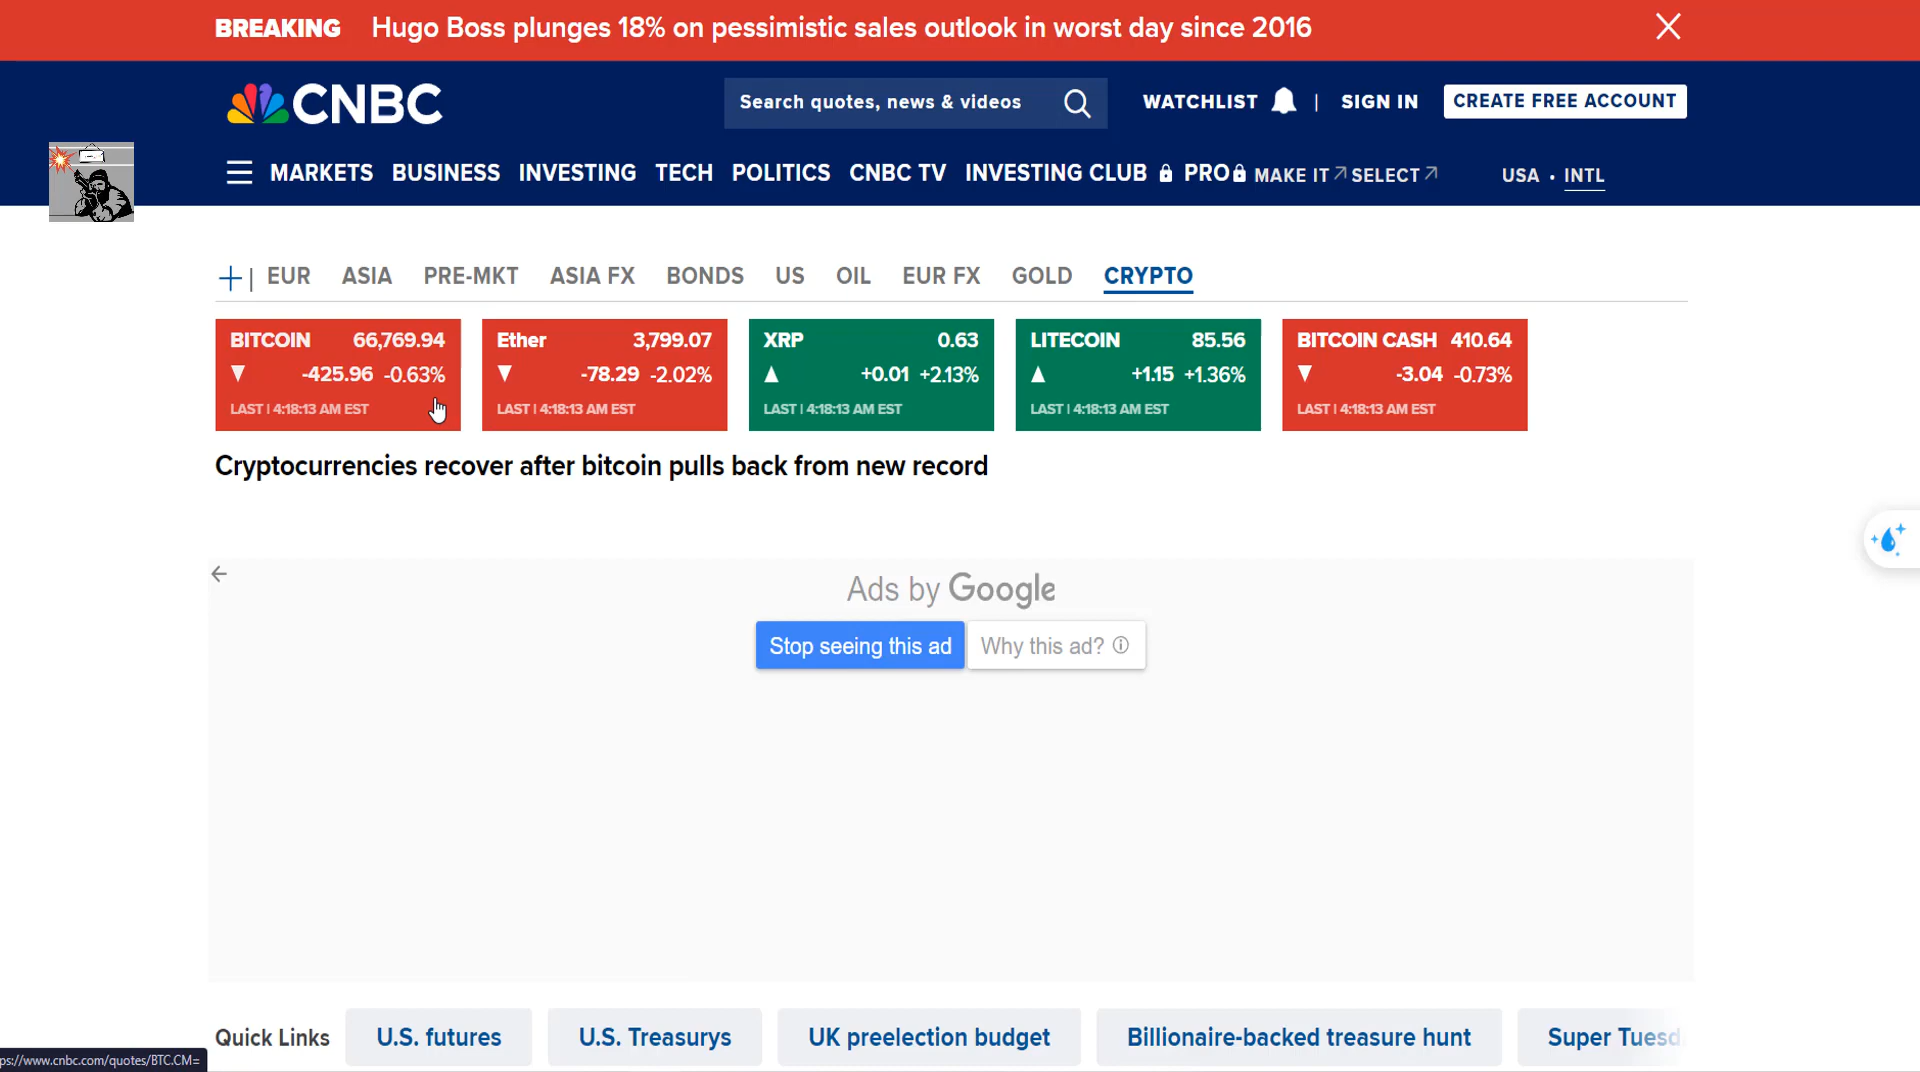 BREAKING Hugo Boss plunges 18% on pessimistic sales outlook in worst day since 2016
CNBC
Search quotes, news & videos
WATCHLIST | SIGN IN CREATE FREE ACCOUNT
MARKETS BUSINESS INVESTING TECH POLITICS CNBC TV INVESTING CLUB PRO MAKE IT SELECT USA • INTL
+ | EUR ASIA PRE-MKT ASIA FX BONDS US OIL EUR FX GOLD CRYPTO
BITCOIN 66,769.94
▼ -425.96 -0.63%
LAST | 4:18:13 AM EST
Ether 3,799.07
▼ -78.29 -2.02%
LAST | 4:18:13 AM EST
XRP 0.63
▲ +0.01 +2.13%
LAST | 4:18:13 AM EST
LITECOIN 85.56
▲ +1.15 +1.36%
LAST | 4:18:13 AM EST
BITCOIN CASH 410.64
▼ -3.04 -0.73%
LAST | 4:18:13 AM EST
Cryptocurrencies recover after bitcoin pulls back from new record
Ads by Google
Stop seeing this ad Why this ad?
Quick Links U.S. futures U.S. Treasurys UK preelection budget Billionaire-backed treasure hunt Super Tuesd
ps://www.cnbc.com/quotes/BTC.CM=